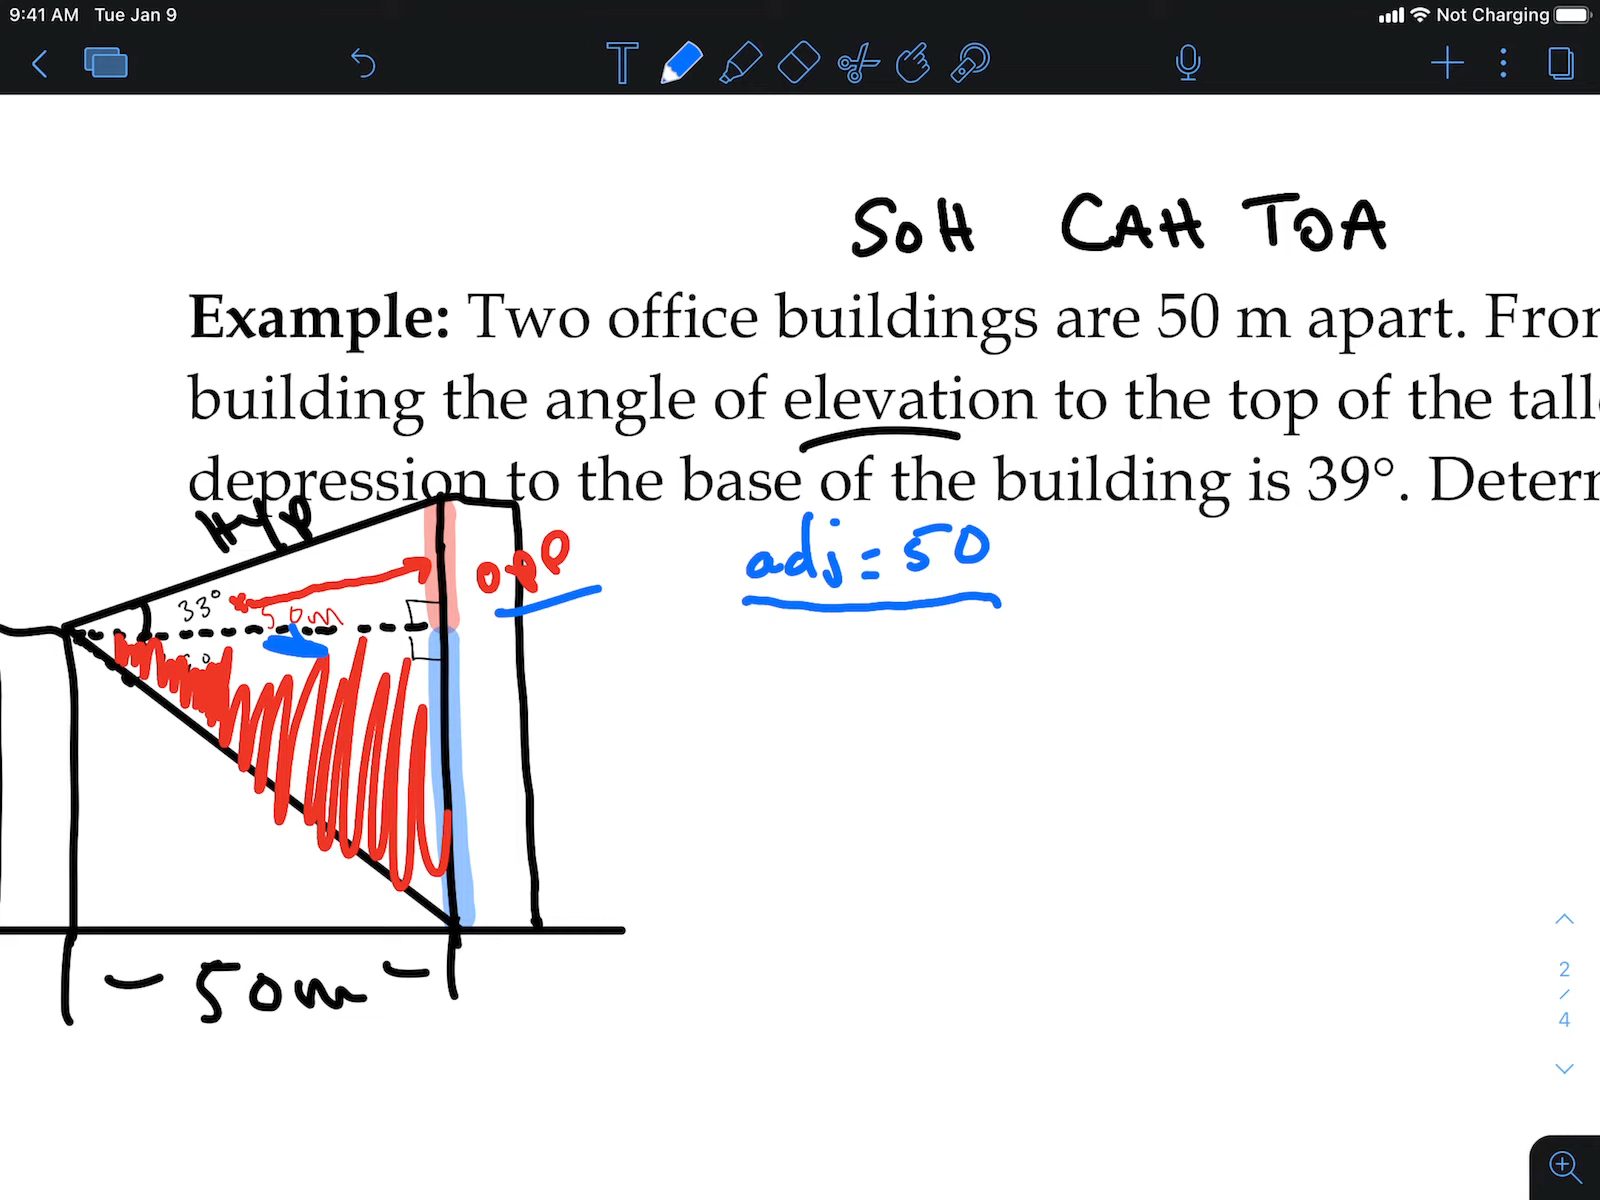 9:41 AM Tue Jan 9
Not Charging
SOH CAH TOA
Example: Two office buildings are 50 m apart. From
building the angle of elevation to the top of the tall
depression to the base of the building is 39°. Deter
Hyp
opp
adj = 50
33°
50m
- 50m -
2
/
4